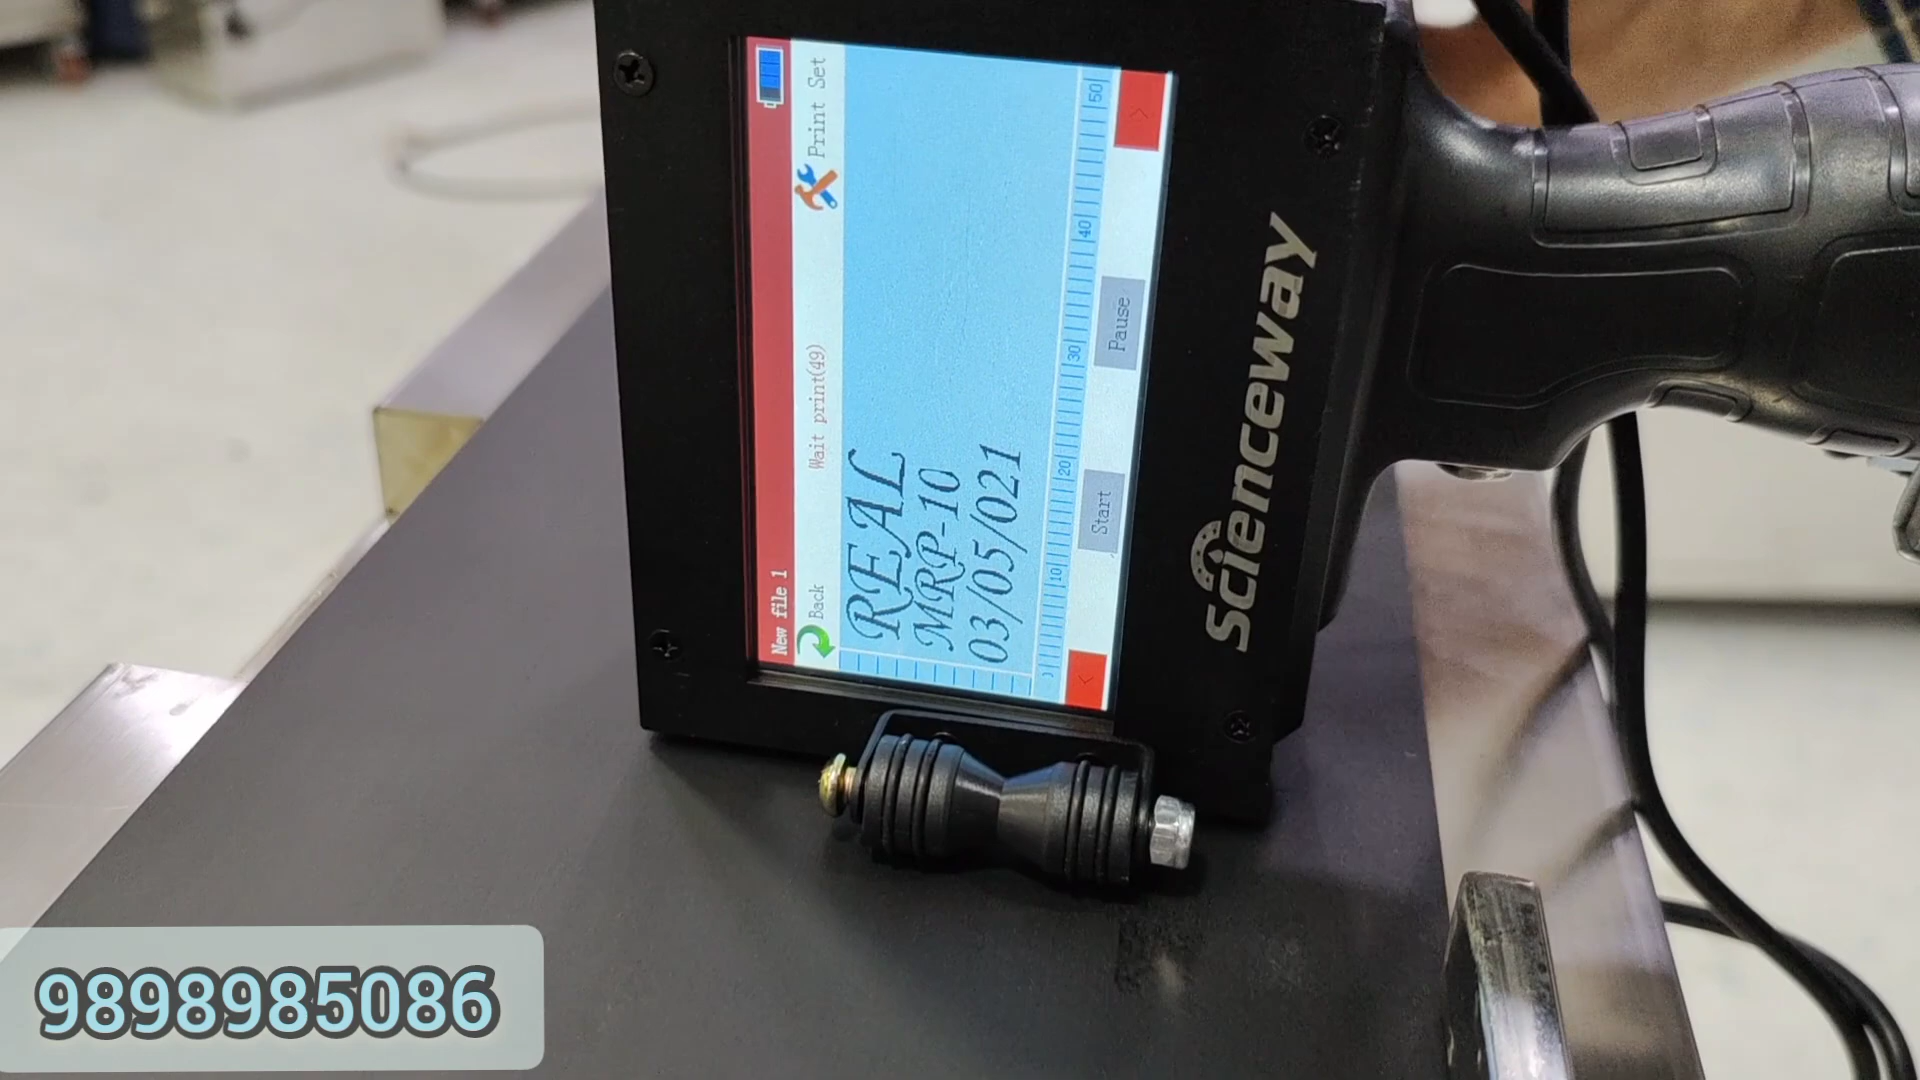 New file 1
Back
Wait print(49)
Print Set
REAL
MRP-10
03/05/021
0 10 20 30 40 50
<
Start
Pause
>
Scienceway
9898985086